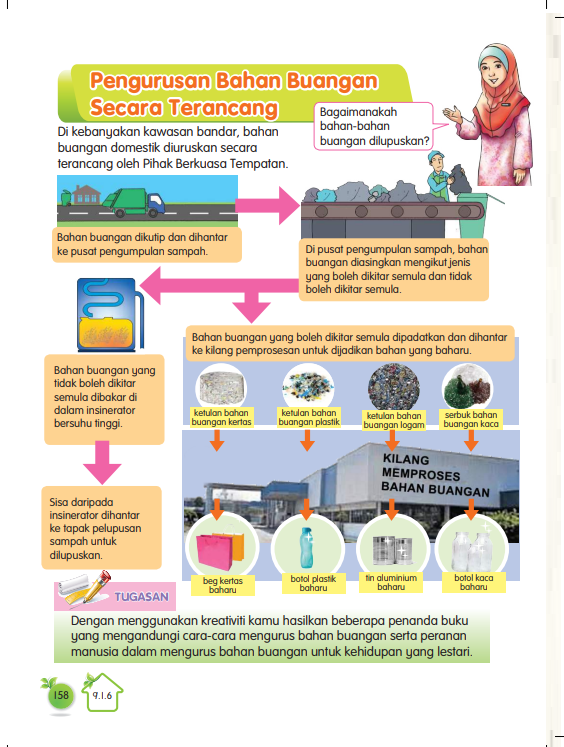 Pengurusan Bahan Buangan
Secara Terancang
Bagaimanakah
bahan-bahan
buangan dilupuskan?
Di kebanyakan kawasan bandar, bahan
buangan domestik diuruskan secara
terancang oleh Pihak Berkuasa Tempatan.
Bahan buangan dikutip dan dihantar
ke pusat pengumpulan sampah.
Di pusat pengumpulan sampah, bahan
buangan diasingkan mengikut jenis
yang boleh dikitar semula dan tidak
boleh dikitar semula.
Bahan buangan yang boleh dikitar semula dipadatkan dan dihantar
ke kilang pemprosesan untuk dijadikan bahan yang baharu.
Bahan buangan yang
tidak boleh dikitar
semula dibakar di
dalam insinerator
bersuhu tinggi.
ketulan bahan
buangan kertas
ketulan bahan
buangan plastik
ketulan bahan
buangan logam
serbuk bahan
buangan kaca
KILANG
MEMPROSES
BAHAN BUANGAN
Sisa daripada
insinerator dihantar
ke tapak pelupusan
sampah untuk
dilupuskan.
beg kertas
baharu
botol plastik
baharu
tin aluminium
baharu
botol kaca
baharu
TUGASAN
Dengan menggunakan kreativiti kamu hasilkan beberapa penanda buku
yang mengandungi cara-cara mengurus bahan buangan serta peranan
manusia dalam mengurus bahan buangan untuk kehidupan yang lestari.
158
9.1.6